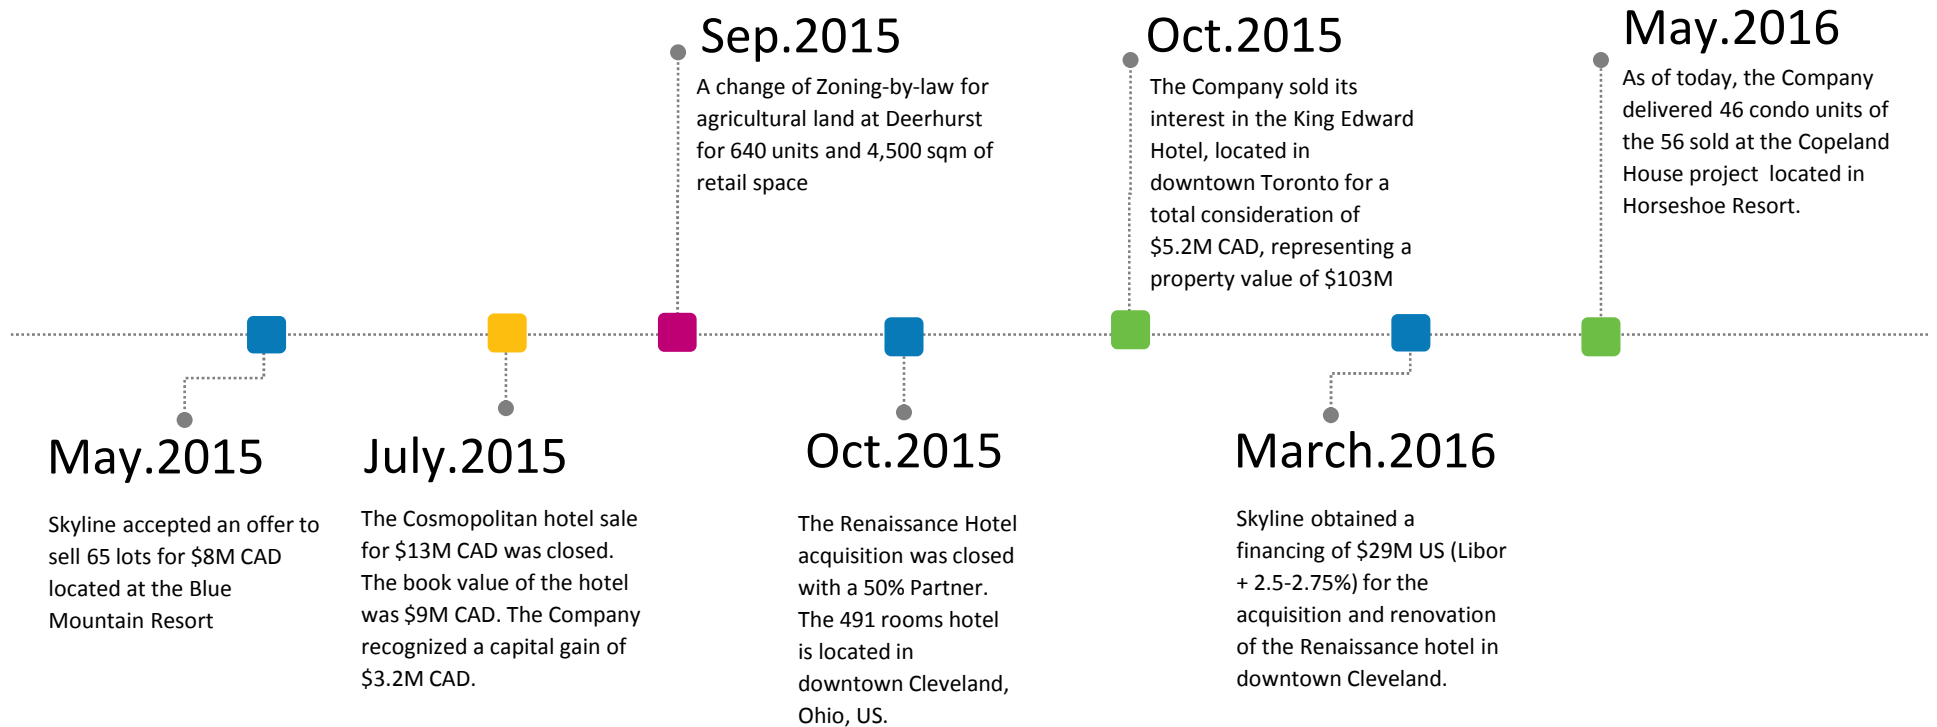 Sep.2015
A change of Zoning-by-law for
agricultural land at Deerhurst
for 640 units and 4,500 sqm of
retail space
Oct.2015
The Company sold its
interest in the King Edward
Hotel, located in
downtown Toronto for a
total consideration of
$5.2M CAD, representing a
property value of $103M
May.2016
As of today, the Company
delivered 46 condo units of
the 56 sold at the Copeland
House project located in
Horseshoe Resort.
May.2015
Skyline accepted an offer to
sell 65 lots for $8M CAD
located at the Blue
Mountain Resort
July.2015
The Cosmopolitan hotel sale
for $13M CAD was closed.
The book value of the hotel
was $9M CAD. The Company
recognized a capital gain of
$3.2M CAD.
Oct.2015
The Renaissance Hotel
acquisition was closed
with a 50% Partner.
The 491 rooms hotel
is located in
downtown Cleveland,
Ohio, US.
March.2016
Skyline obtained a
financing of $29M US (Libor
+ 2.5-2.75%) for the
acquisition and renovation
of the Renaissance hotel in
downtown Cleveland.